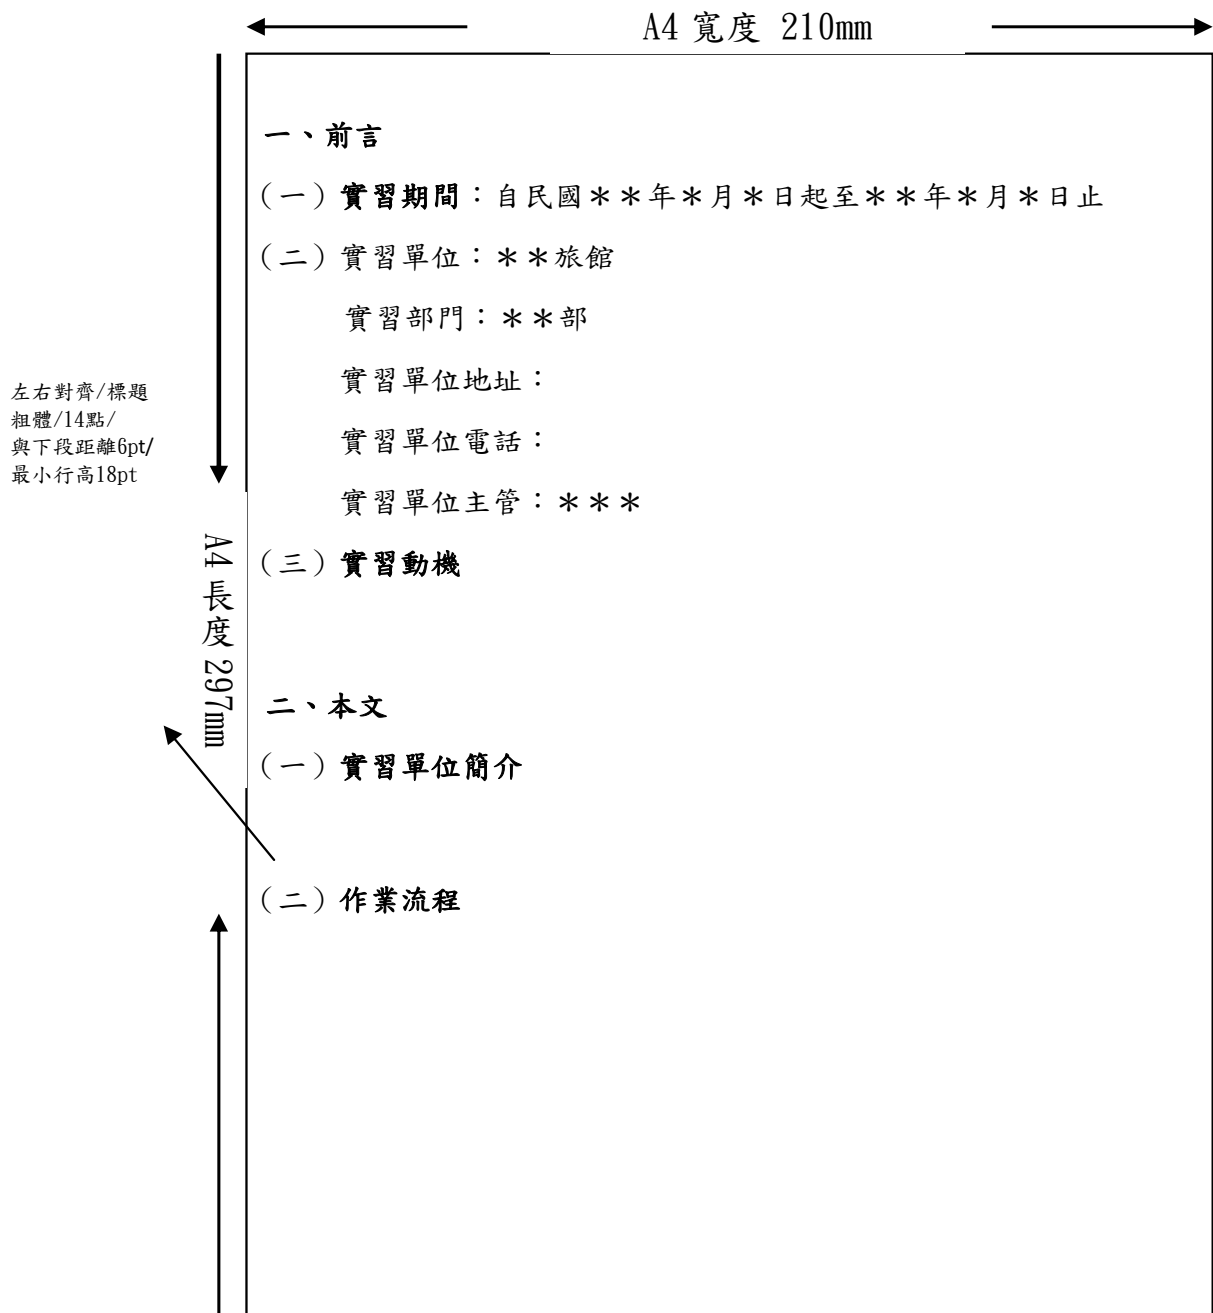 A4 寬度 210mm
一、前言
（一）實習期間：自民國＊＊年＊月＊日起至＊＊年＊月＊日止
（二）實習單位：＊＊旅館
實習部門：＊＊部
實習單位地址：
實習單位電話：
實習單位主管：＊＊＊
（三）實習動機
左右對齊/標題
粗體/14點/
與下段距離6pt/
最小行高18pt
A4 長度 297mm
二、本文
（一）實習單位簡介
（二）作業流程